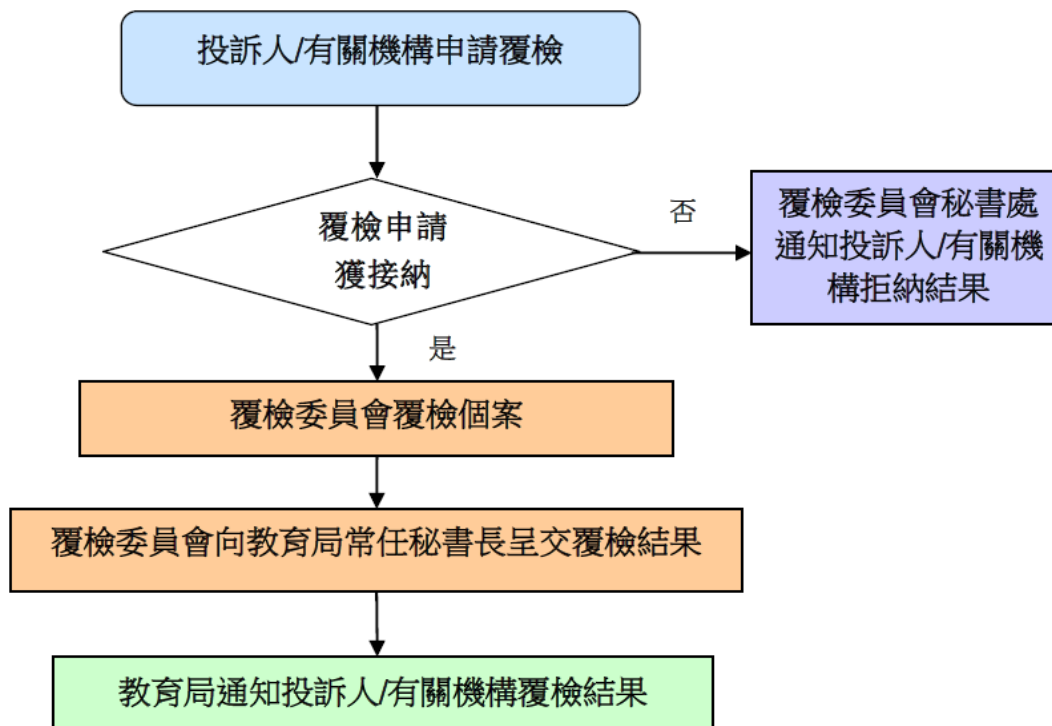 投訴人/有關機構申請覆檢
覆檢申請
獲接納
否
覆檢委員會秘書處
通知投訴人/有關機
構拒納結果
是
覆檢委員會覆檢個案
覆檢委員會向教育局常任秘書長呈交覆檢結果
教育局通知投訴人/有關機構覆檢結果